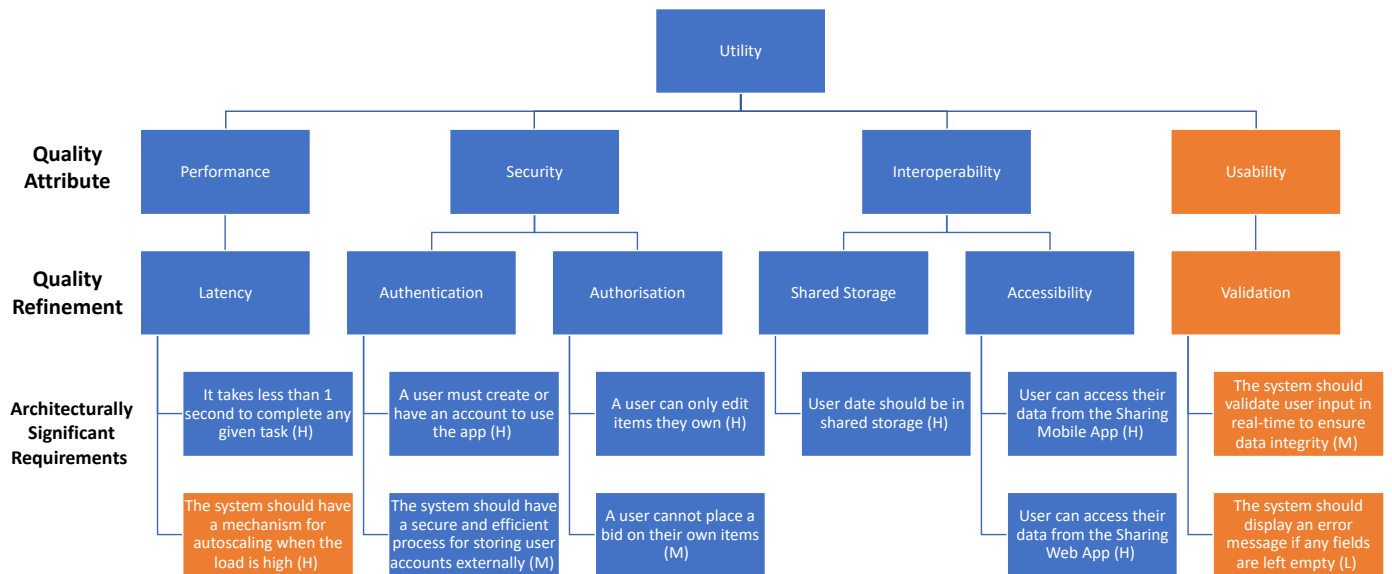 Utility
Quality
Attribute
Performance
Security
Interoperability
Usability
Quality
Refinement
Latency
Authentication
Authorisation
Shared Storage
Accessibility
Validation
Architecturally
Significant
Requirements
It takes less than 1
second to complete any
given task (H)
A user must create or
have an account to use
the app (H)
A user can only edit
items they own (H)
User date should be in
shared storage (H)
User can access their
data from the Sharing
Mobile App (H)
The system should
validate user input in
real-time to ensure
data integrity (M)
The system should have
a mechanism for
autoscaling when the
load is high (H)
The system should have
a secure and efficient
process for storing user
accounts externally (M)
A user cannot place a
bid on their own items
(M)
User can access their
data from the Sharing
Web App (H)
The system should
display an error
message if any fields
are left empty (L)